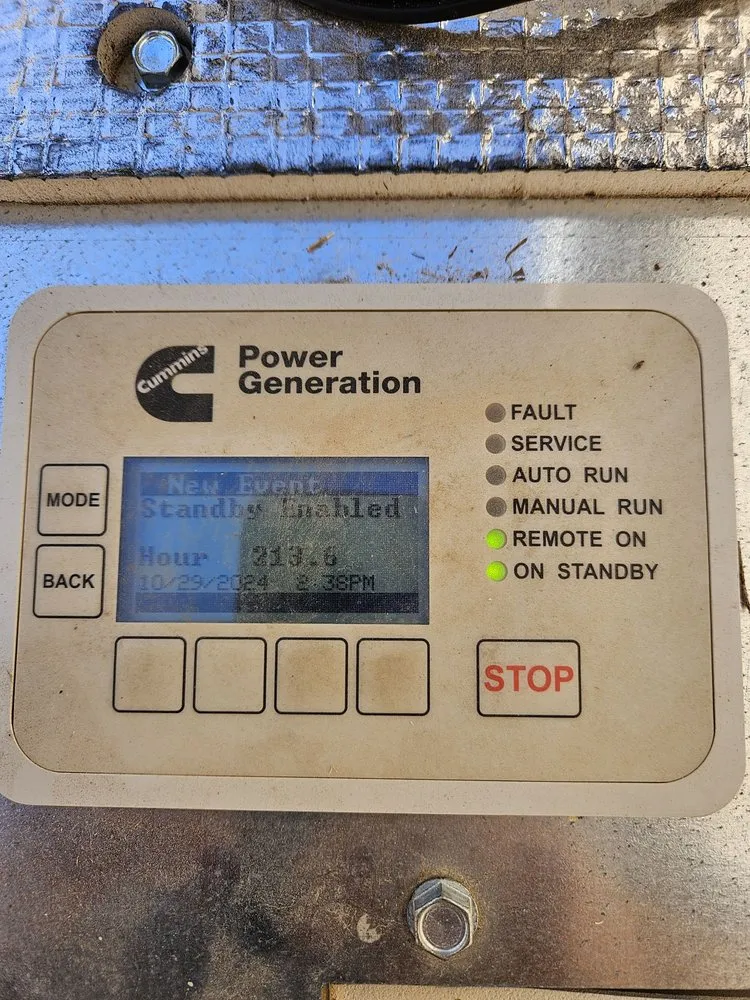 Cummins
Power
Generation
FAULT
SERVICE
AUTO RUN
MANUAL RUN
REMOTE ON
ON STANDBY
MODE
BACK
New Event
Standby Enabled
Hour 213.6
10/29/2024 2:38PM
STOP